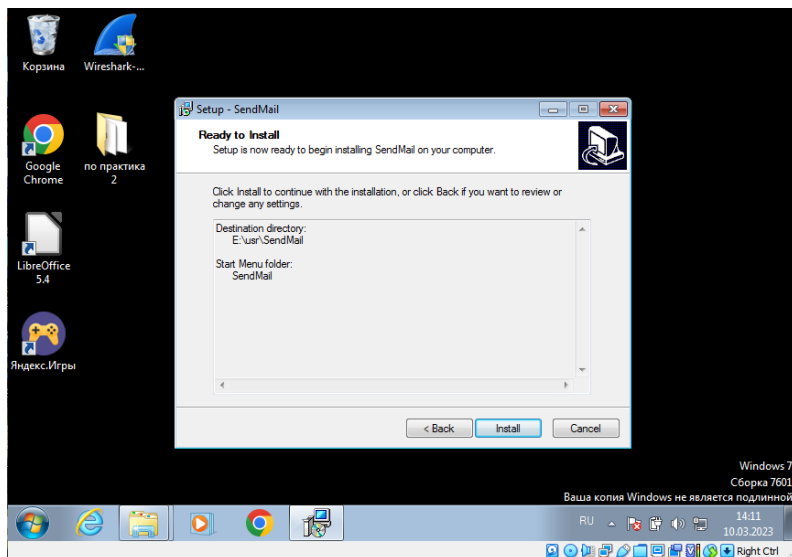 Корзина
Wireshark-...
Google
Chrome
по практика
2
LibreOffice
5.4
Яндекс.Игры
Setup - SendMail
Ready to Install
Setup is now ready to begin installing SendMail on your computer.
Click Install to continue with the installation, or click Back if you want to review or
change any settings.
Destination directory:
E:\usr\SendMail
Start Menu folder:
SendMail
< Back
Install
Cancel
Windows 7
Сборка 7601
Ваша копия Windows не является подлинной
RU
14:11
10.03.2023
Right Ctrl